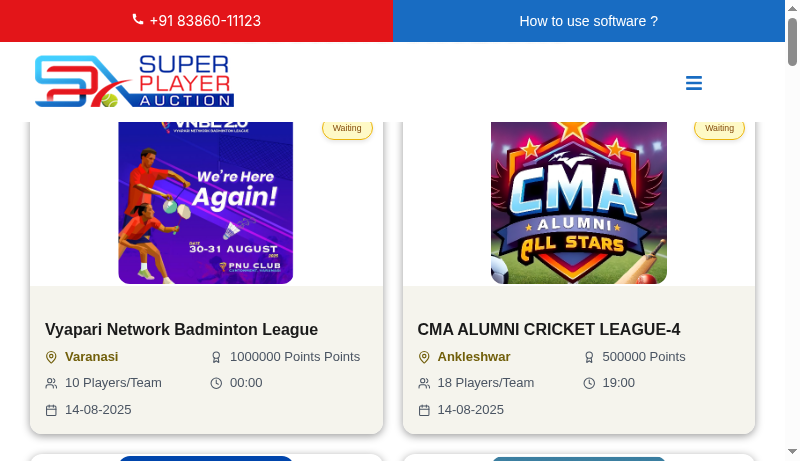 +91 83860-11123
How to use software ?
SUPER
PLAYER
AUCTION
Waiting
Waiting
VNBL 2.0
VYAPARI NETWORK BADMINTON LEAGUE
We're Here
Again!
DATE
30-31 AUGUST
2025
PNU CLUB
CANTONMENT, VARANASI
CMA
ALUMNI
ALL STARS
Vyapari Network Badminton League
Varanasi
1000000 Points Points
10 Players/Team
00:00
14-08-2025
CMA ALUMNI CRICKET LEAGUE-4
Ankleshwar
500000 Points
18 Players/Team
19:00
14-08-2025